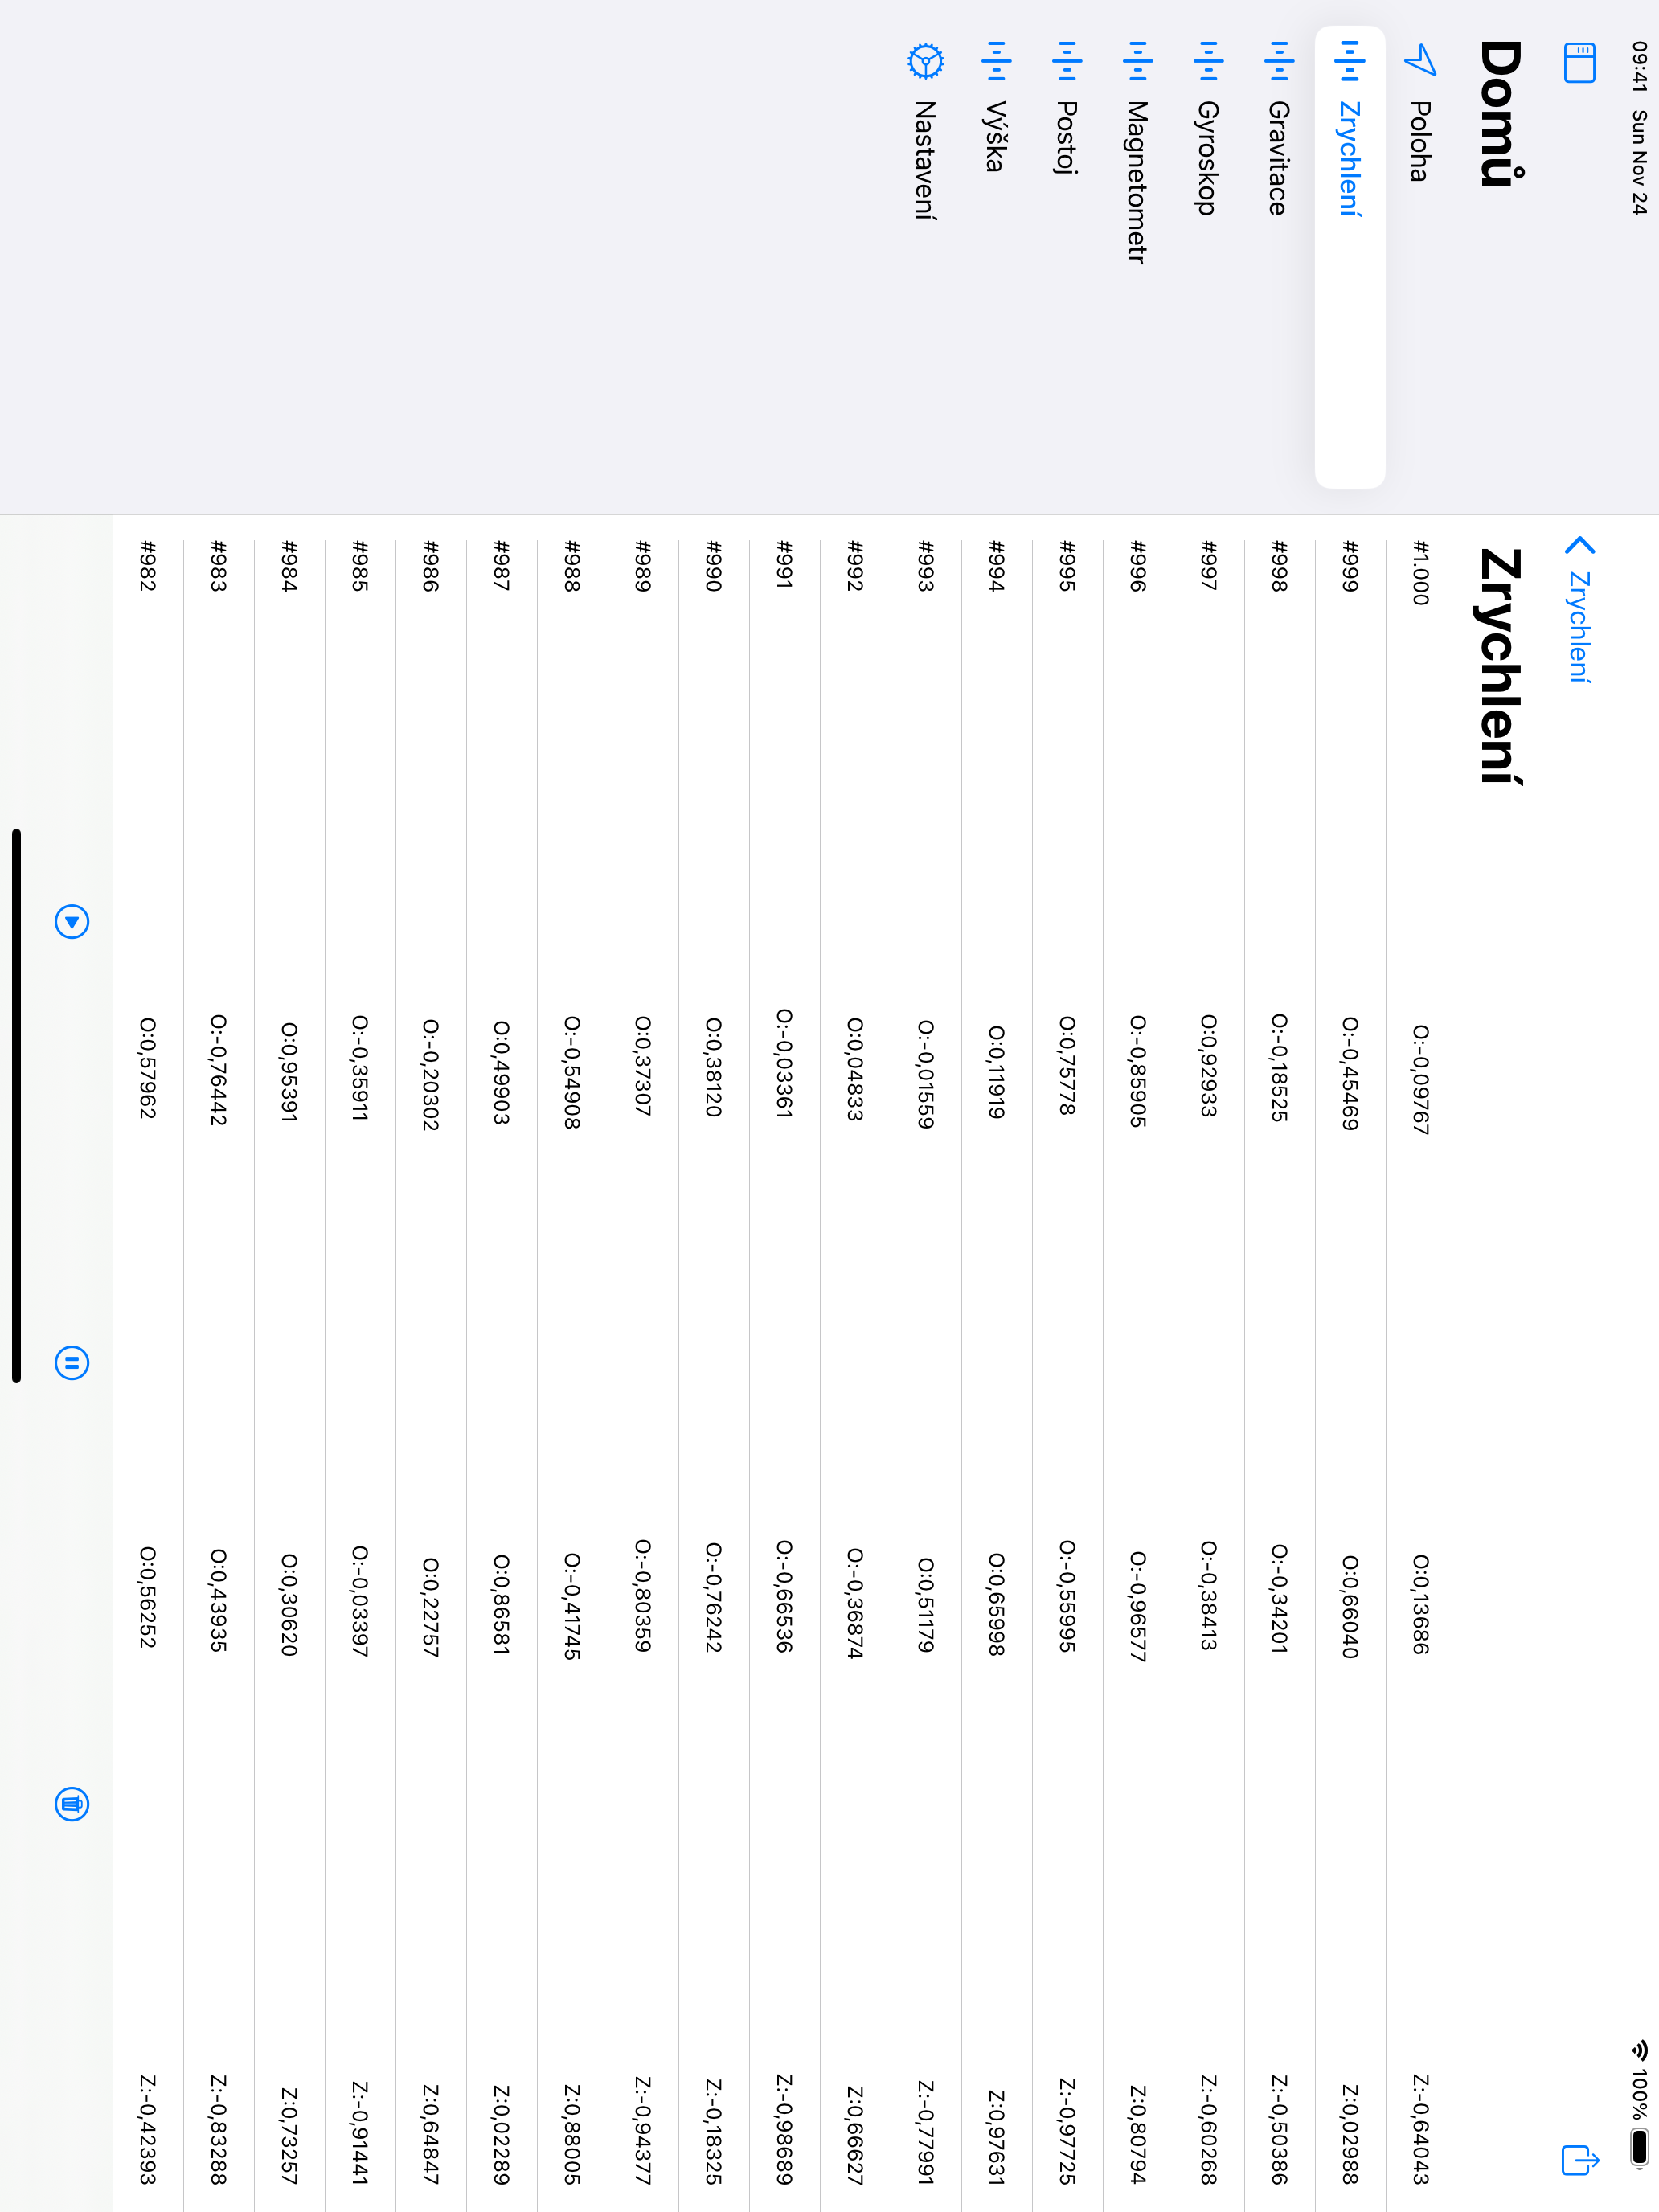 09:41 Sun Nov 24
100%
Domů
Poloha
Zrychlení
Gravitace
Gyroskop
Magnetometr
Postoj
Výška
Nastavení
Zrychlení
Zrychlení
#1.000 O:-0,09767 O:0,13686 Z:-0,64043
#999 O:-0,45469 O:0,66040 Z:0,02988
#998 O:-0,18525 O:-0,34201 Z:-0,50386
#997 O:0,92933 O:-0,38413 Z:-0,60268
#996 O:-0,85905 O:-0,96577 Z:0,80794
#995 O:0,75778 O:-0,55995 Z:-0,97725
#994 O:0,11919 O:0,65998 Z:0,97631
#993 O:-0,01559 O:0,51179 Z:-0,77991
#992 O:0,04833 O:-0,36874 Z:0,66627
#991 O:-0,03361 O:-0,66536 Z:-0,98689
#990 O:0,38120 O:-0,76242 Z:-0,18325
#989 O:0,37307 O:-0,80359 Z:-0,94377
#988 O:-0,54908 O:-0,41745 Z:0,88005
#987 O:0,49903 O:0,86581 Z:0,02289
#986 O:-0,20302 O:0,22757 Z:0,64847
#985 O:-0,35911 O:-0,03397 Z:-0,91441
#984 O:0,95391 O:0,30620 Z:0,73257
#983 O:-0,76442 O:0,43935 Z:-0,83288
#982 O:0,57962 O:0,56252 Z:-0,42393